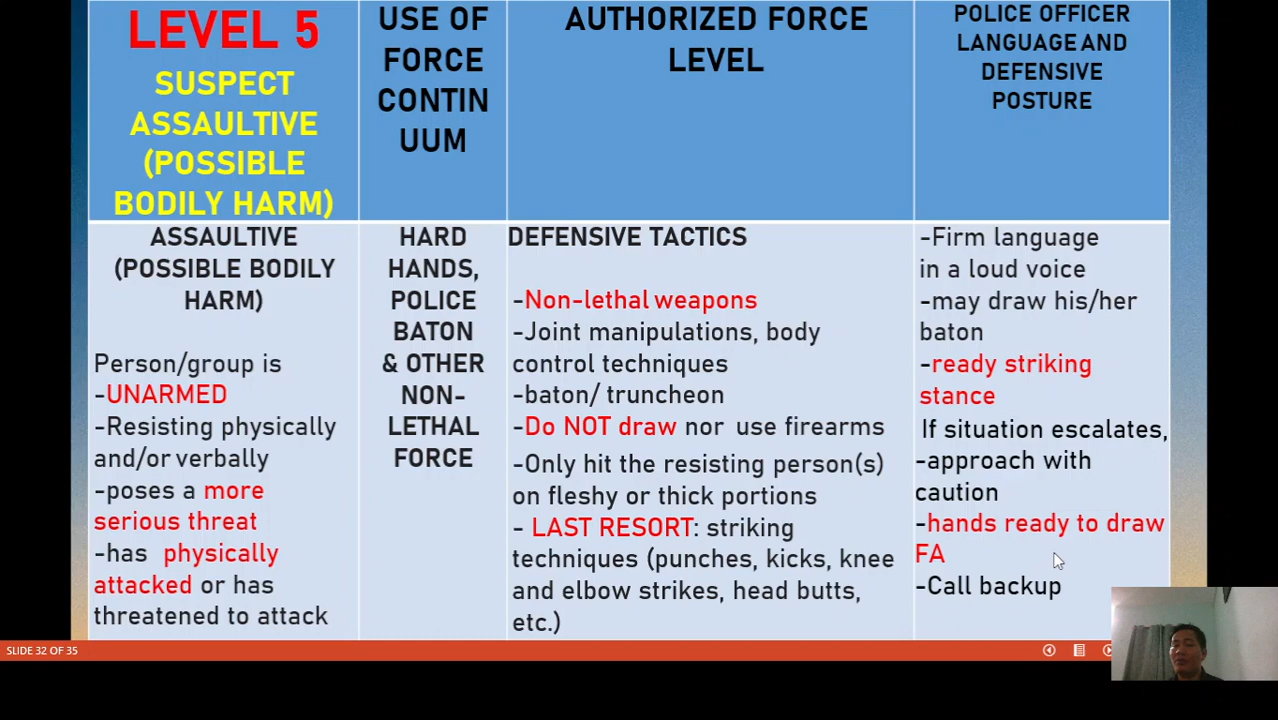 LEVEL 5
SUSPECT
ASSAULTIVE
(POSSIBLE
BODILY HARM)
USE OF
FORCE
CONTIN
UUM
AUTHORIZED FORCE
LEVEL
POLICE OFFICER
LANGUAGE AND
DEFENSIVE
POSTURE
ASSAULTIVE
(POSSIBLE BODILY
HARM)
Person/group is
-UNARMED
-Resisting physically
and/or verbally
-poses a more
serious threat
-has physically
attacked or has
threatened to attack
HARD
HANDS,
POLICE
BATON
& OTHER
NON-
LETHAL
FORCE
DEFENSIVE TACTICS
-Non-lethal weapons
-Joint manipulations, body
control techniques
-baton/ truncheon
-Do NOT draw nor use firearms
-Only hit the resisting person(s)
on fleshy or thick portions
- LAST RESORT: striking
techniques (punches, kicks, knee
and elbow strikes, head butts,
etc.)
-Firm language
in a loud voice
-may draw his/her
baton
-ready striking
stance
If situation escalates,
-approach with
caution
-hands ready to draw
FA
-Call backup
SLIDE 32 OF 35